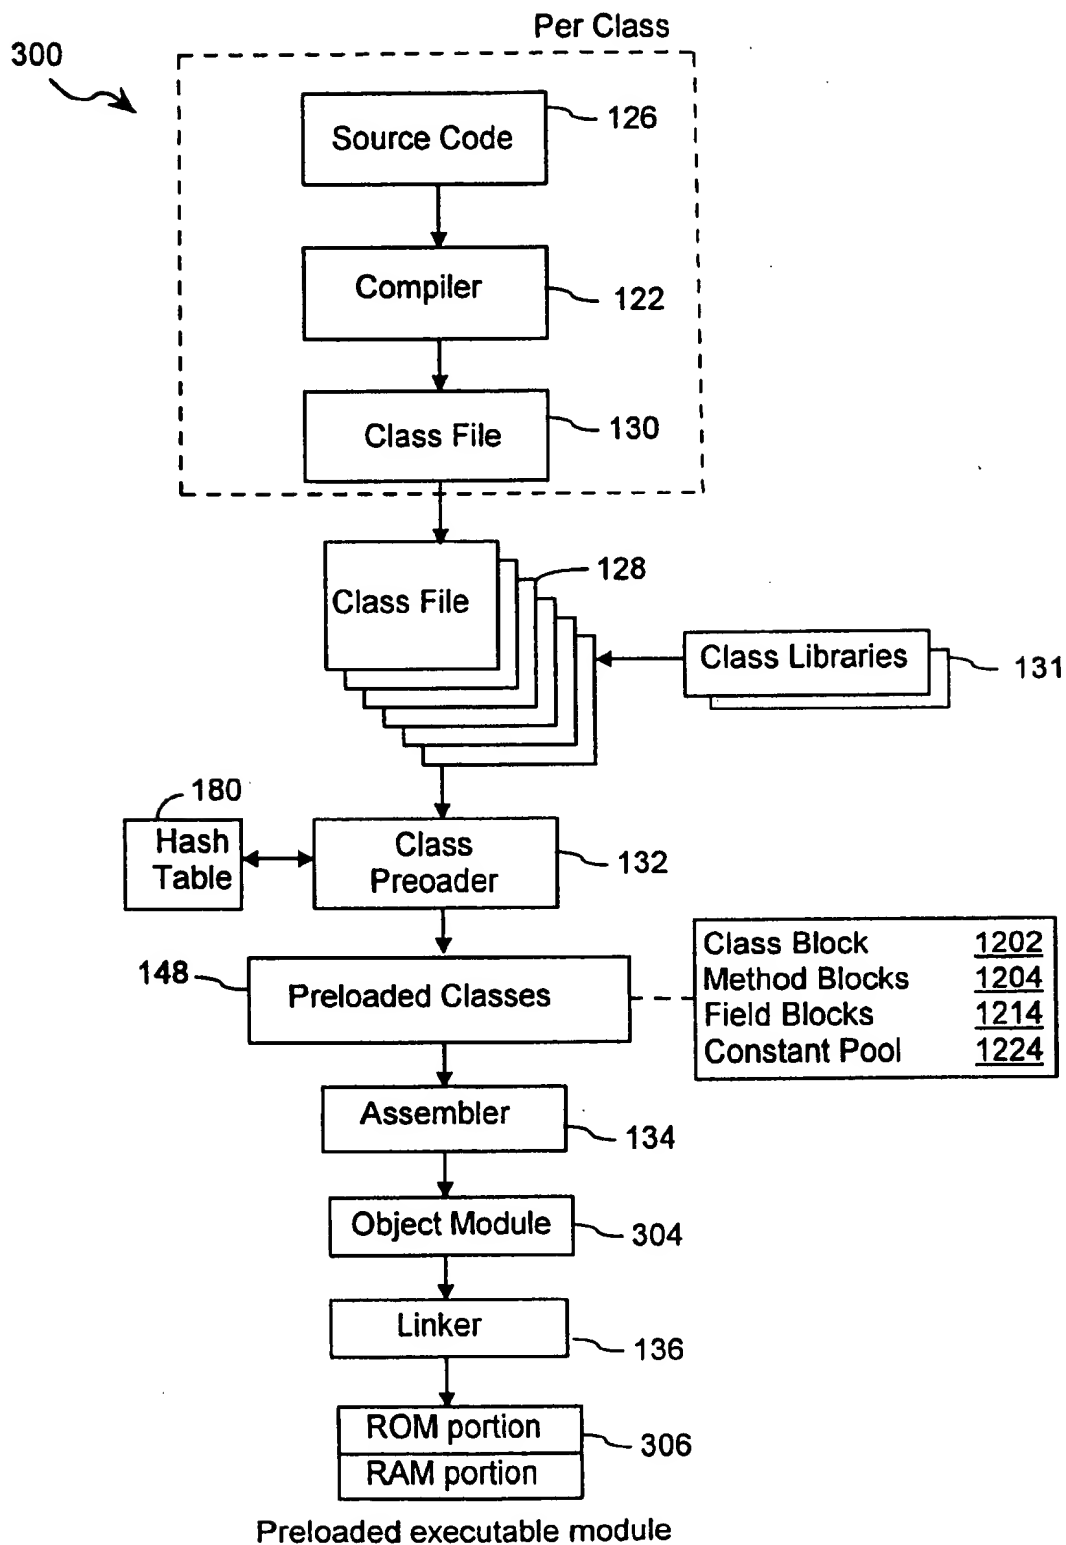 Per Class
300
Source Code
126
Compiler
122
Class File
130
Class File
128
Class Libraries
131
180
Hash
Table
Class
Preoader
132
148
Preloaded Classes
Class Block 1202
Method Blocks 1204
Field Blocks 1214
Constant Pool 1224
Assembler
134
Object Module
304
Linker
136
ROM portion
306
RAM portion
Preloaded executable module